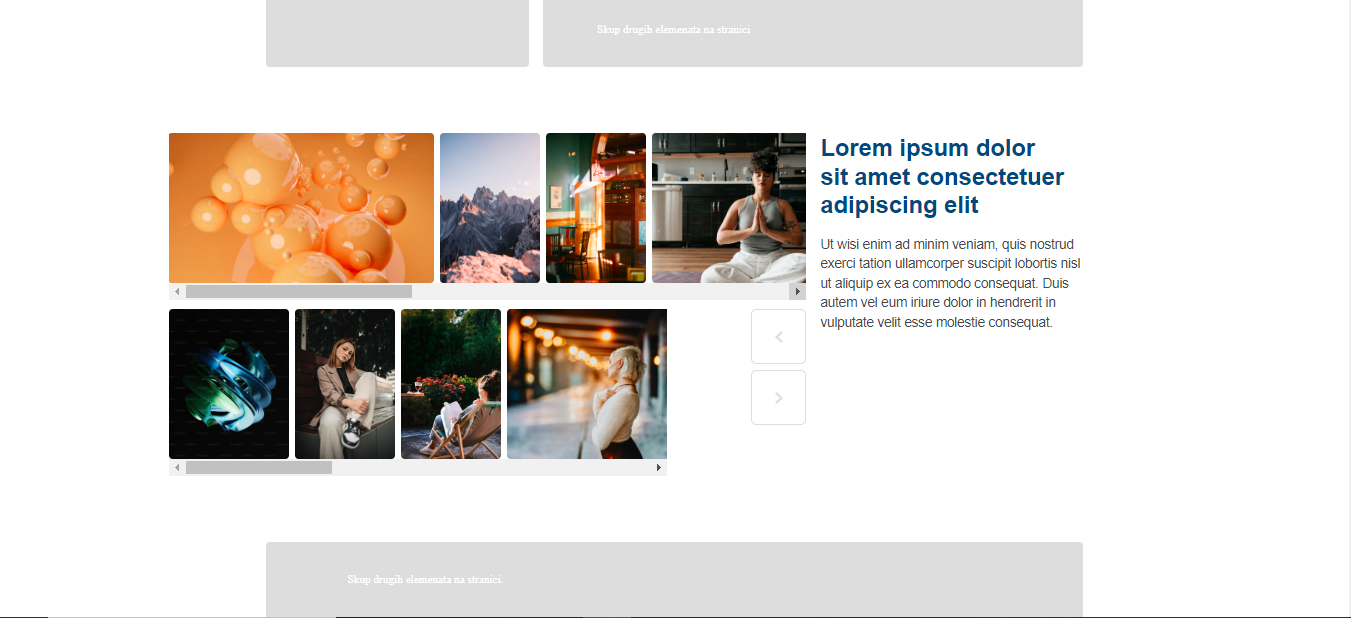 Skup drugih elemenata na stranici
Lorem ipsum dolor
sit amet consectetuer
adipiscing elit
Ut wisi enim ad minim veniam, quis nostrud
exerci tation ullamcorper suscipit lobortis nisl
ut aliquip ex ea commodo consequat. Duis
autem vel eum iriure dolor in hendrerit in
vulputate velit esse molestie consequat.
Skup drugih elemenata na stranici.